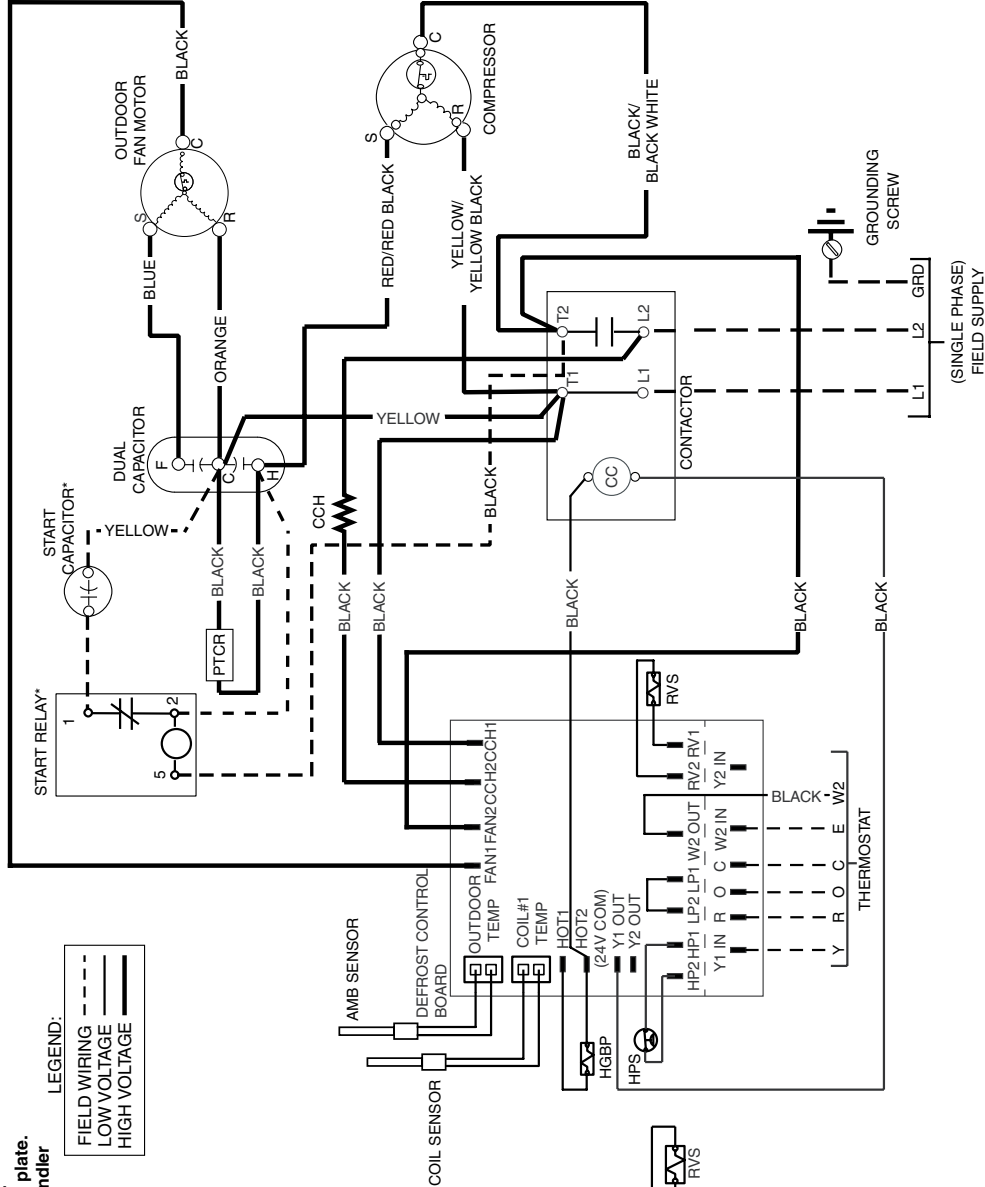 plate.
ndler
LEGEND:
FIELD WIRING
LOW VOLTAGE
HIGH VOLTAGE
BLACK
OUTDOOR
FAN MOTOR
C
S
R
BLUE
ORANGE
COMPRESSOR
C
S
R
RED/RED BLACK
YELLOW/
YELLOW BLACK
BLACK/
BLACK WHITE
GROUNDING
SCREW
GRD
L2
L1
(SINGLE PHASE)
FIELD SUPPLY
T2
L2
T1
L1
CC
CONTACTOR
DUAL
CAPACITOR
F
C
H
YELLOW
START
CAPACITOR*
YELLOW
CCH
BLACK
BLACK
BLACK
PTCR
BLACK
BLACK
BLACK
BLACK
BLACK
BLACK
START RELAY*
1
2
5
FAN1 FAN2 CCH2 CCH1
DEFROST CONTROL
BOARD
OUTDOOR
TEMP
COIL#1
TEMP
HOT1
HOT2
(24V COM)
Y1 OUT
Y2 OUT
AMB SENSOR
COIL SENSOR
HGBP
HPS
HP2 HP1 LP2 LP1 W2 OUT RV2 RV1
Y1 IN R O C W2 IN Y2 IN
RVS
BLACK
Y R O C E W2
THERMOSTAT
RVS